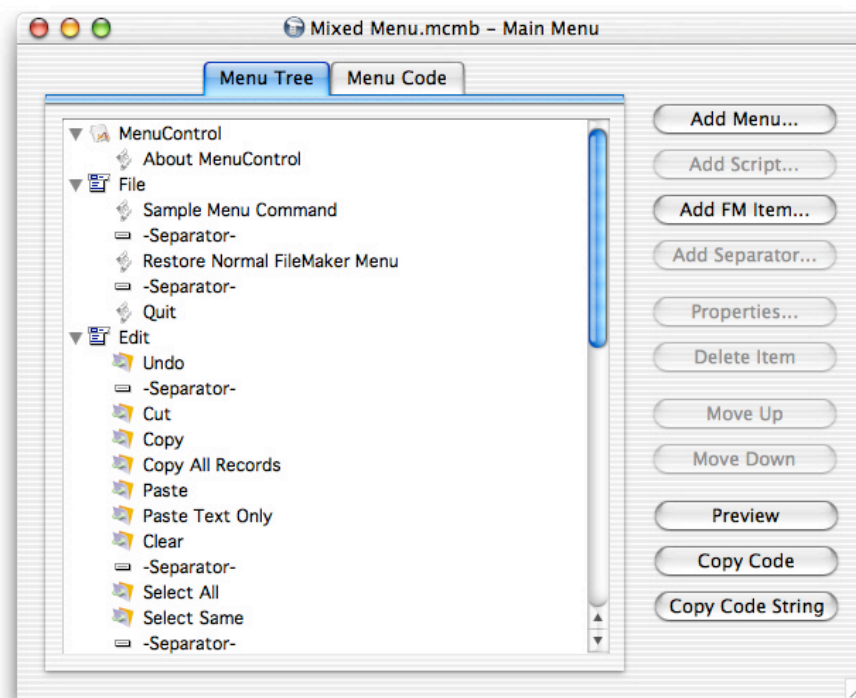 Mixed Menu.mcmb – Main Menu
Menu Tree
Menu Code
MenuControl
About MenuControl
File
Sample Menu Command
-Separator-
Restore Normal FileMaker Menu
-Separator-
Quit
Edit
Undo
-Separator-
Cut
Copy
Copy All Records
Paste
Paste Text Only
Clear
-Separator-
Select All
Select Same
-Separator-
Add Menu...
Add Script...
Add FM Item...
Add Separator...
Properties...
Delete Item
Move Up
Move Down
Preview
Copy Code
Copy Code String